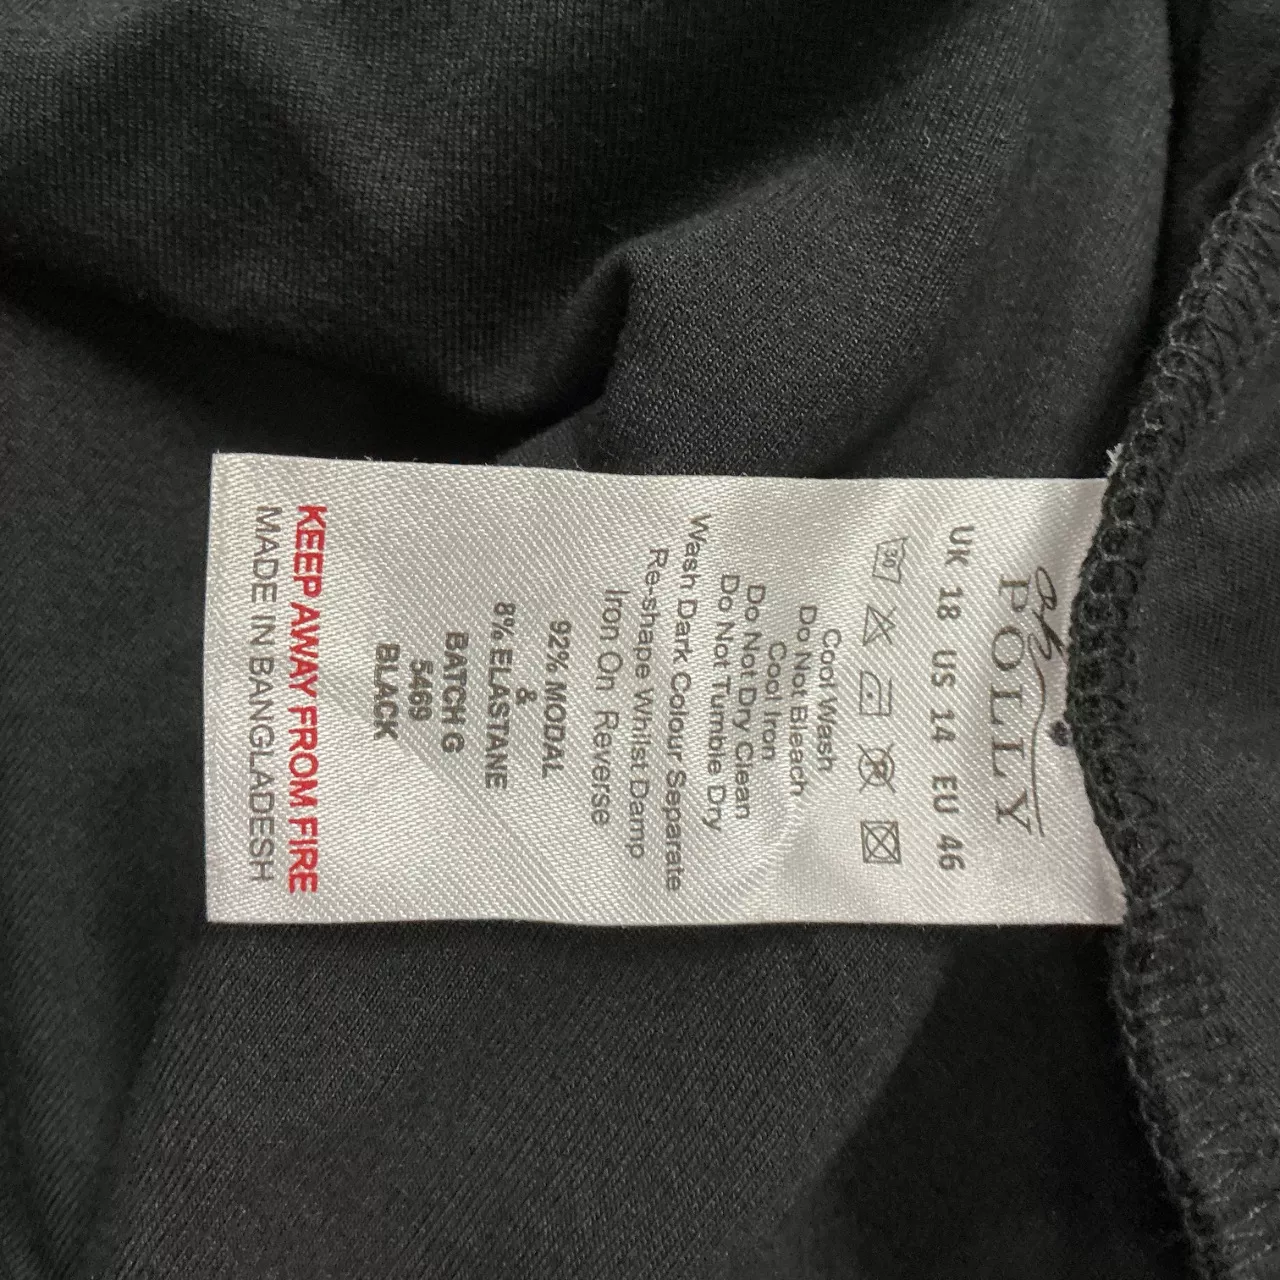 oh!
POLLY
UK 18 US 14 EU 46
30
Cool Wash
Do Not Bleach
Cool Iron
Do Not Dry Clean
Do Not Tumble Dry
Wash Dark Colour Separate
Re-shape Whilst Damp
Iron On Reverse
92% MODAL
&
8% ELASTANE
BATCH G
5469
BLACK
KEEP AWAY FROM FIRE
MADE IN BANGLADESH